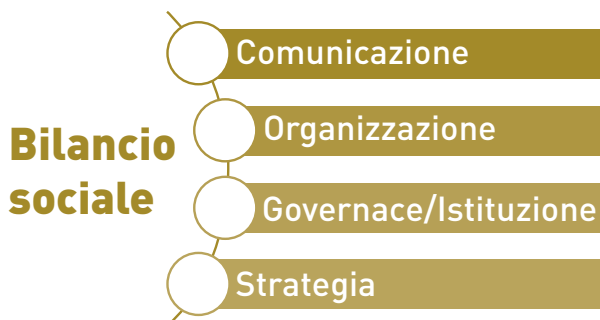 Bilancio
sociale
Comunicazione
Organizzazione
Governace/Istituzione
Strategia